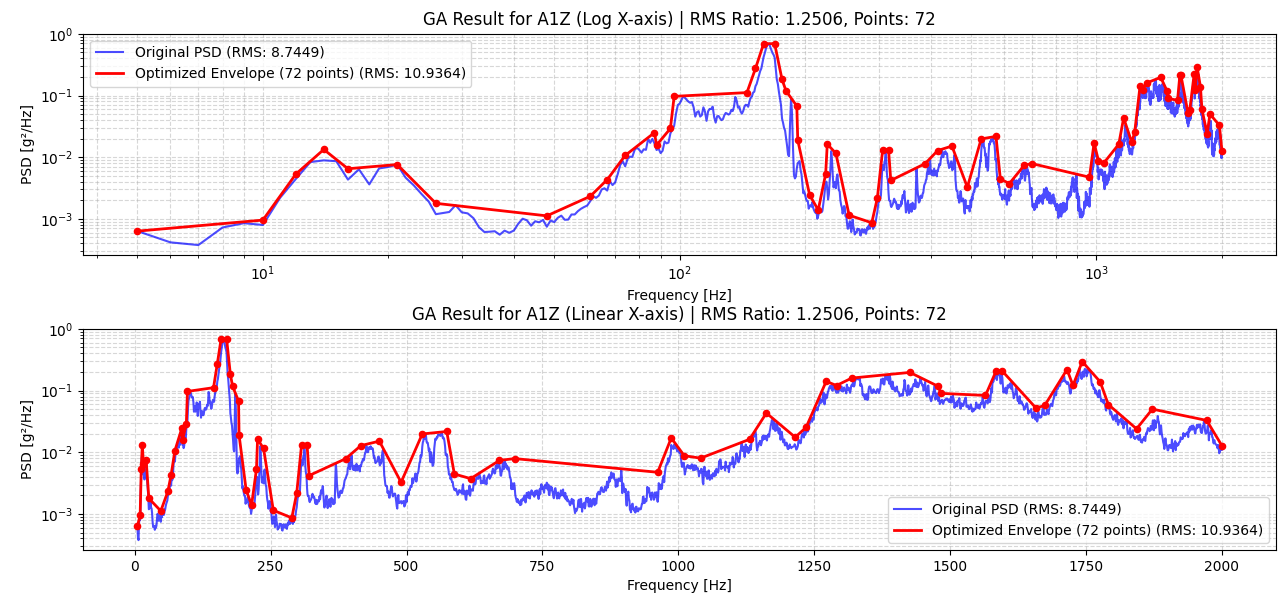 GA Result for A1Z (Log X-axis) | RMS Ratio: 1.2506, Points: 72
Original PSD (RMS: 8.7449)
Optimized Envelope (72 points) (RMS: 10.9364)
PSD [g²/Hz]
10⁰
10⁻¹
10⁻²
10⁻³
10¹ 10² 10³
Frequency [Hz]
GA Result for A1Z (Linear X-axis) | RMS Ratio: 1.2506, Points: 72
PSD [g²/Hz]
10⁰
10⁻¹
10⁻²
10⁻³
Original PSD (RMS: 8.7449)
Optimized Envelope (72 points) (RMS: 10.9364)
0 250 500 750 1000 1250 1500 1750 2000
Frequency [Hz]